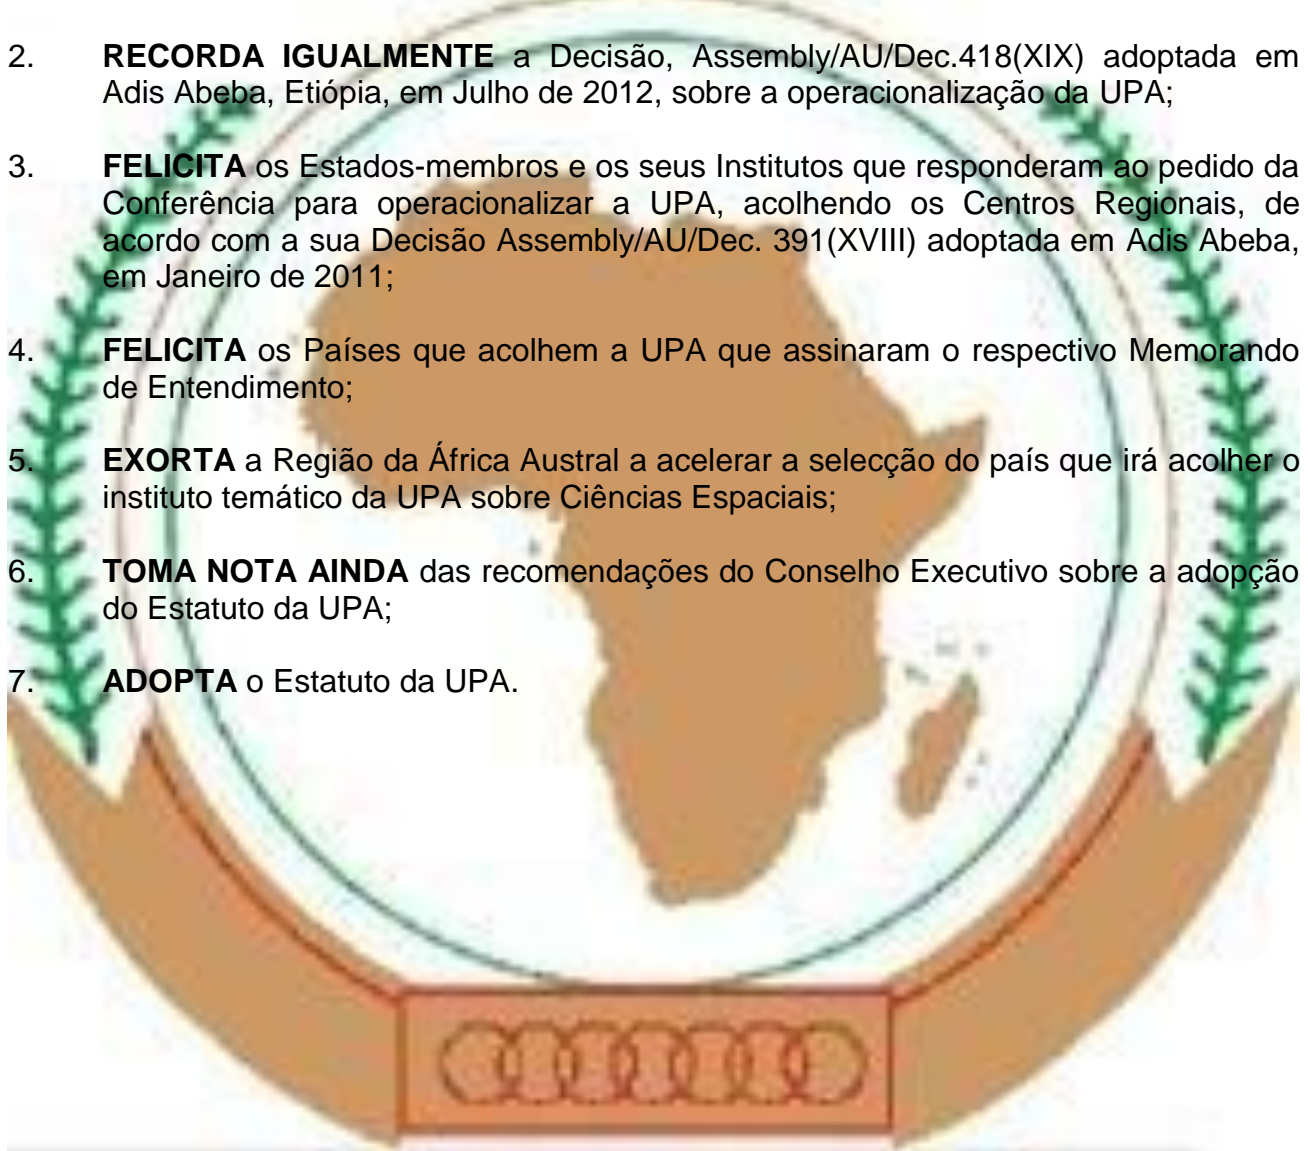 2. RECORDA IGUALMENTE a Decisão, Assembly/AU/Dec.418(XIX) adoptada em
Adis Abeba, Etiópia, em Julho de 2012, sobre a operacionalização da UPA;
3. FELICITA os Estados-membros e os seus Institutos que responderam ao pedido da
Conferência para operacionalizar a UPA, acolhendo os Centros Regionais, de
acordo com a sua Decisão Assembly/AU/Dec. 391(XVIII) adoptada em Adis Abeba,
em Janeiro de 2011;
4. FELICITA os Países que acolhem a UPA que assinaram o respectivo Memorando
de Entendimento;
5. EXORTA a Região da África Austral a acelerar a selecção do país que irá acolher o
instituto temático da UPA sobre Ciências Espaciais;
6. TOMA NOTA AINDA das recomendações do Conselho Executivo sobre a adopção
do Estatuto da UPA;
7. ADOPTA o Estatuto da UPA.